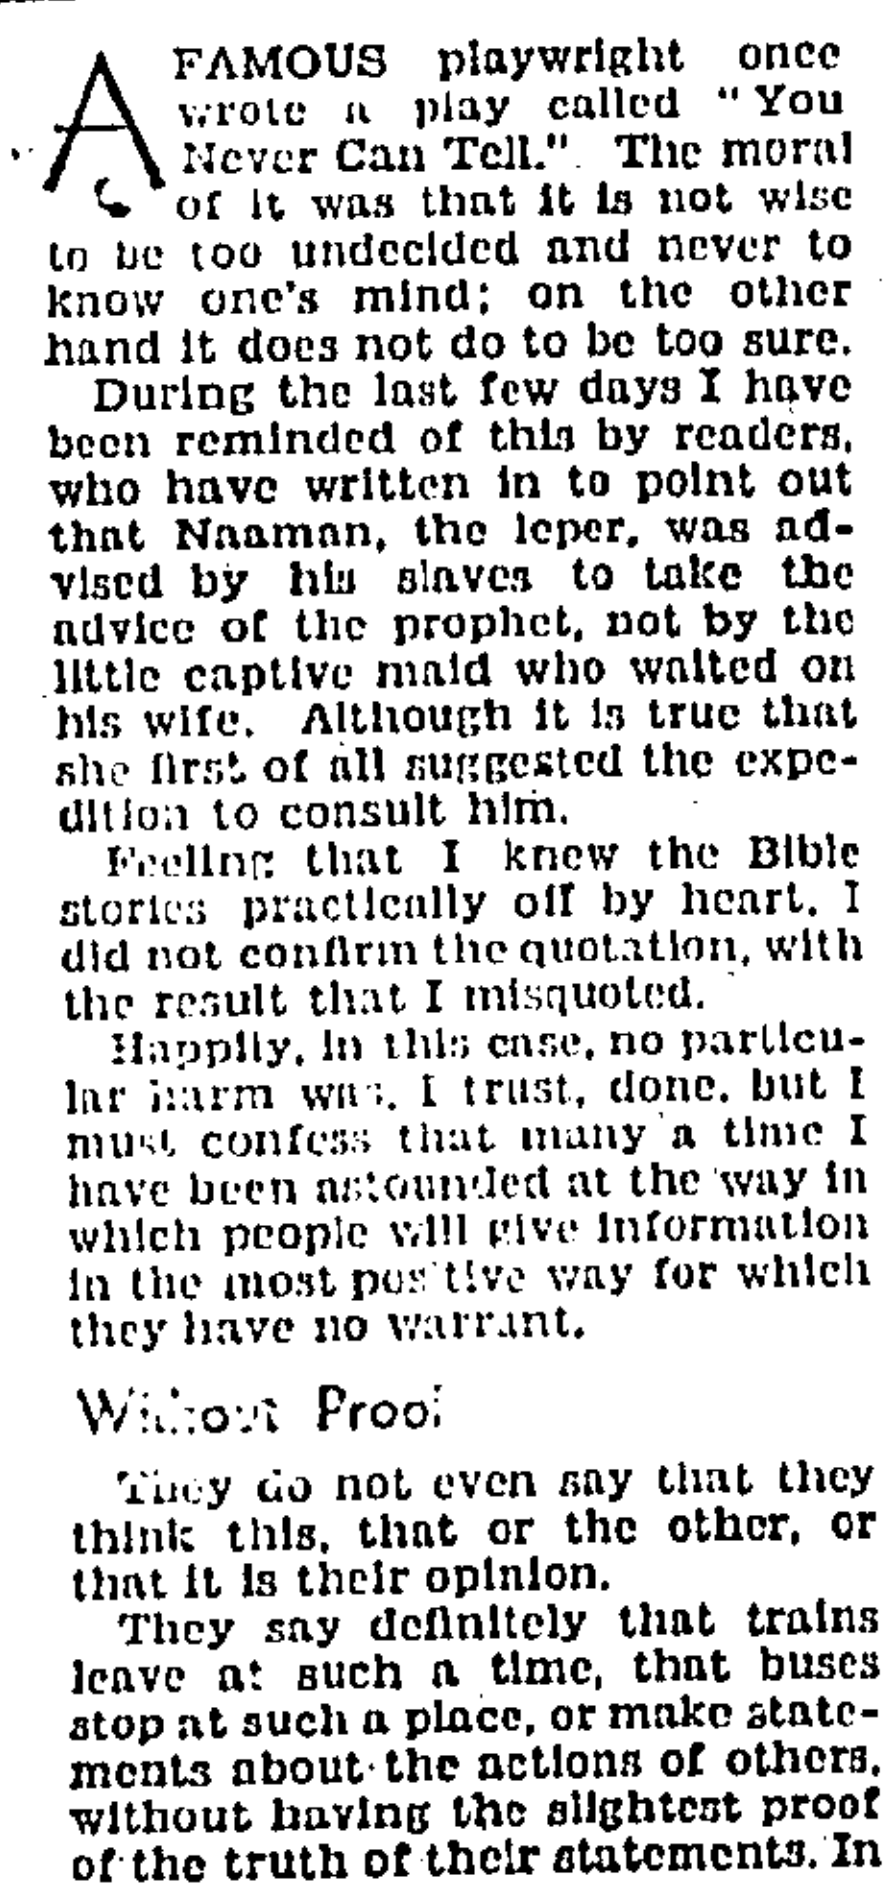 A FAMOUS playwright once
wrote a play called "You
Never Can Tell." The moral
of it was that it is not wise
to be too undecided and never to
know one's mind; on the other
hand it does not do to be too sure.
During the last few days I have
been reminded of this by readers,
who have written in to point out
that Naaman, the leper, was ad-
vised by his slaves to take the
advice of the prophet, not by the
little captive maid who waited on
his wife. Although it is true that
she first of all suggested the expe-
dition to consult him.
Feeling that I knew the Bible
stories practically off by heart, I
did not confirm the quotation, with
the result that I misquoted.
Happily, in this case, no particu-
lar harm was, I trust, done, but I
must confess that many a time I
have been astounded at the way in
which people will give information
in the most positive way for which
they have no warrant.
Without Proof
They do not even say that they
think this, that or the other, or
that it is their opinion.
They say definitely that trains
leave at such a time, that buses
stop at such a place, or make state-
ments about the actions of others,
without having the slightest proof
of the truth of their statements. In